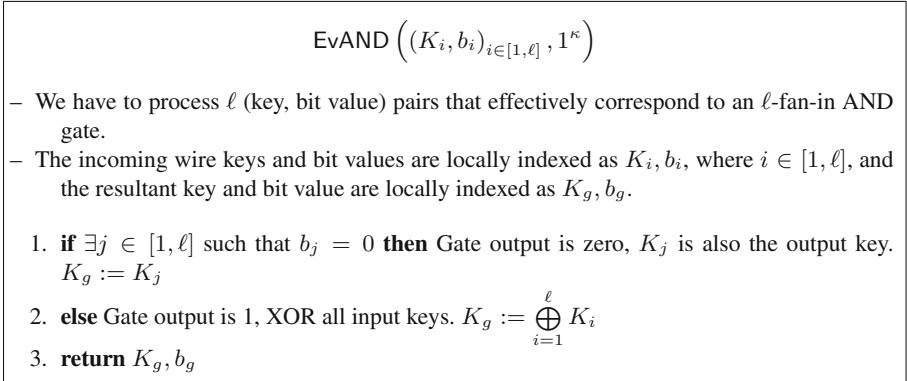 EvAND ((K_i, b_i)_{i∈[1,ℓ]}, 1^κ)
– We have to process ℓ (key, bit value) pairs that effectively correspond to an ℓ-fan-in AND
gate.
– The incoming wire keys and bit values are locally indexed as K_i, b_i, where i ∈ [1, ℓ], and
the resultant key and bit value are locally indexed as K_g, b_g.
1. if ∃j ∈ [1, ℓ] such that b_j = 0 then Gate output is zero, K_j is also the output key.
K_g := K_j
2. else Gate output is 1, XOR all input keys. K_g := ⊕_{i=1}^{ℓ} K_i
3. return K_g, b_g